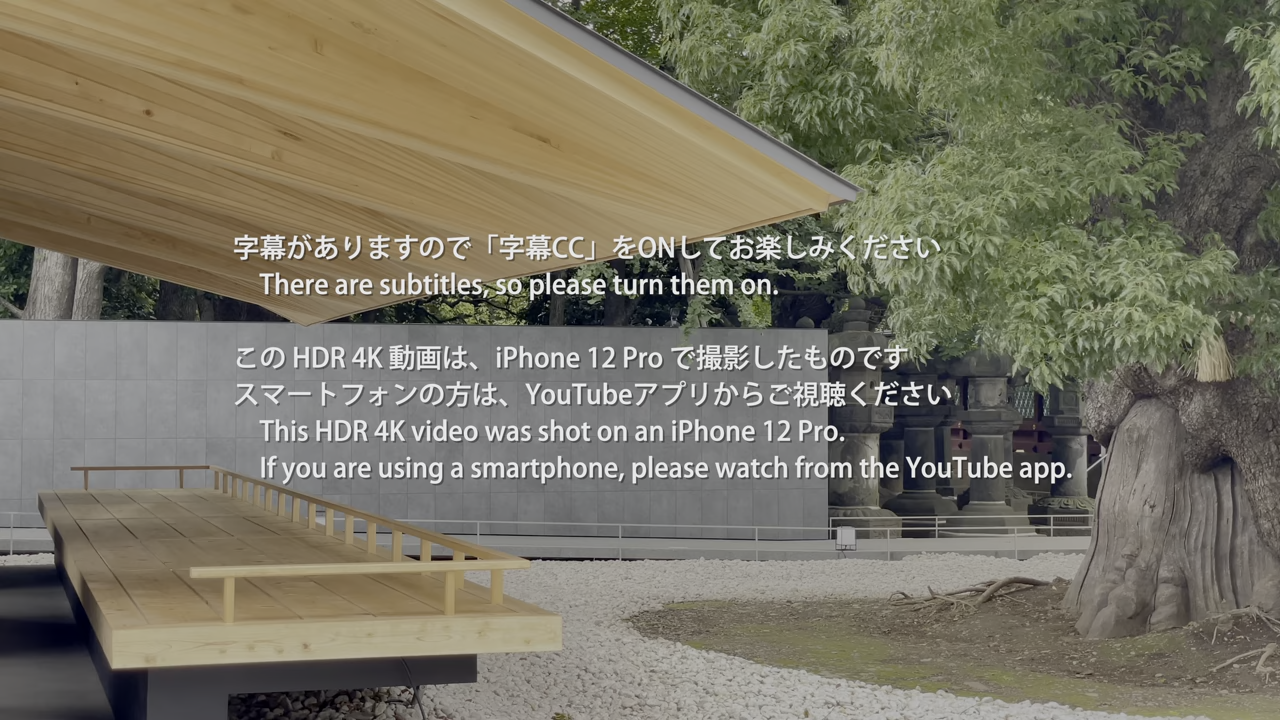 字幕がありますので「字幕CC」をONしてお楽しみください
There are subtitles, so please turn them on.
この HDR 4K 動画は、iPhone 12 Pro で撮影したものです
スマートフォンの方は、YouTubeアプリからご視聴ください
This HDR 4K video was shot on an iPhone 12 Pro.
If you are using a smartphone, please watch from the YouTube app.